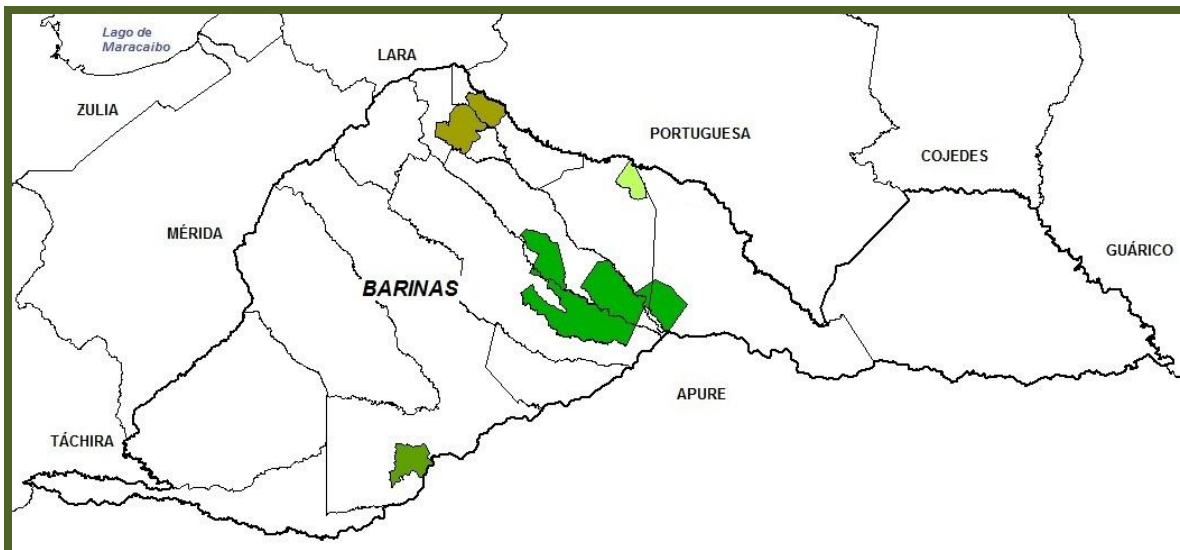 Lago de
Maracaibo
LARA
ZULIA
PORTUGUESA
COJEDES
MÉRIDA
GUÁRICO
BARINAS
APURE
TÁCHIRA